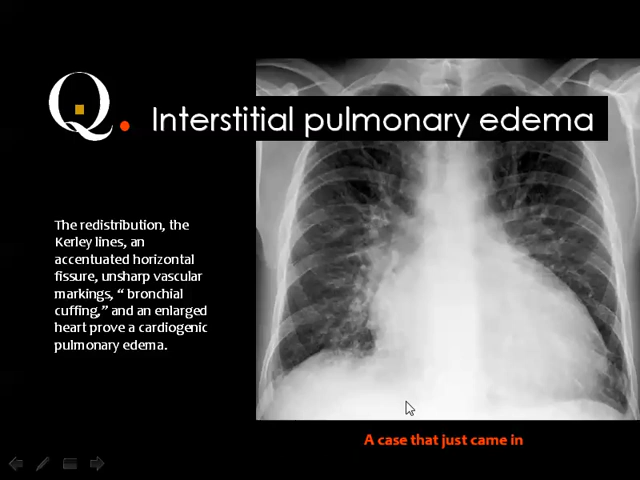 Q.
Interstitial pulmonary edema
The redistribution, the
Kerley lines, an
accentuated horizontal
fissure, unsharp vascular
markings, “ bronchial
cuffing,” and an enlarged
heart prove a cardiogenic
pulmonary edema.
A case that just came in